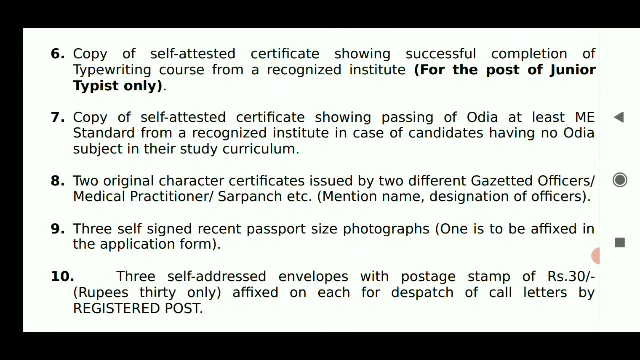 6. Copy of self-attested certificate showing successful completion of
Typewriting course from a recognized institute (For the post of Junior
Typist only).
7. Copy of self-attested certificate showing passing of Odia at least ME
Standard from a recognized institute in case of candidates having no Odia
subject in their study curriculum.
8. Two original character certificates issued by two different Gazetted Officers/
Medical Practitioner/ Sarpanch etc. (Mention name, designation of officers).
9. Three self signed recent passport size photographs (One is to be affixed in
the application form).
10. Three self-addressed envelopes with postage stamp of Rs.30/-
(Rupees thirty only) affixed on each for despatch of call letters by
REGISTERED POST.